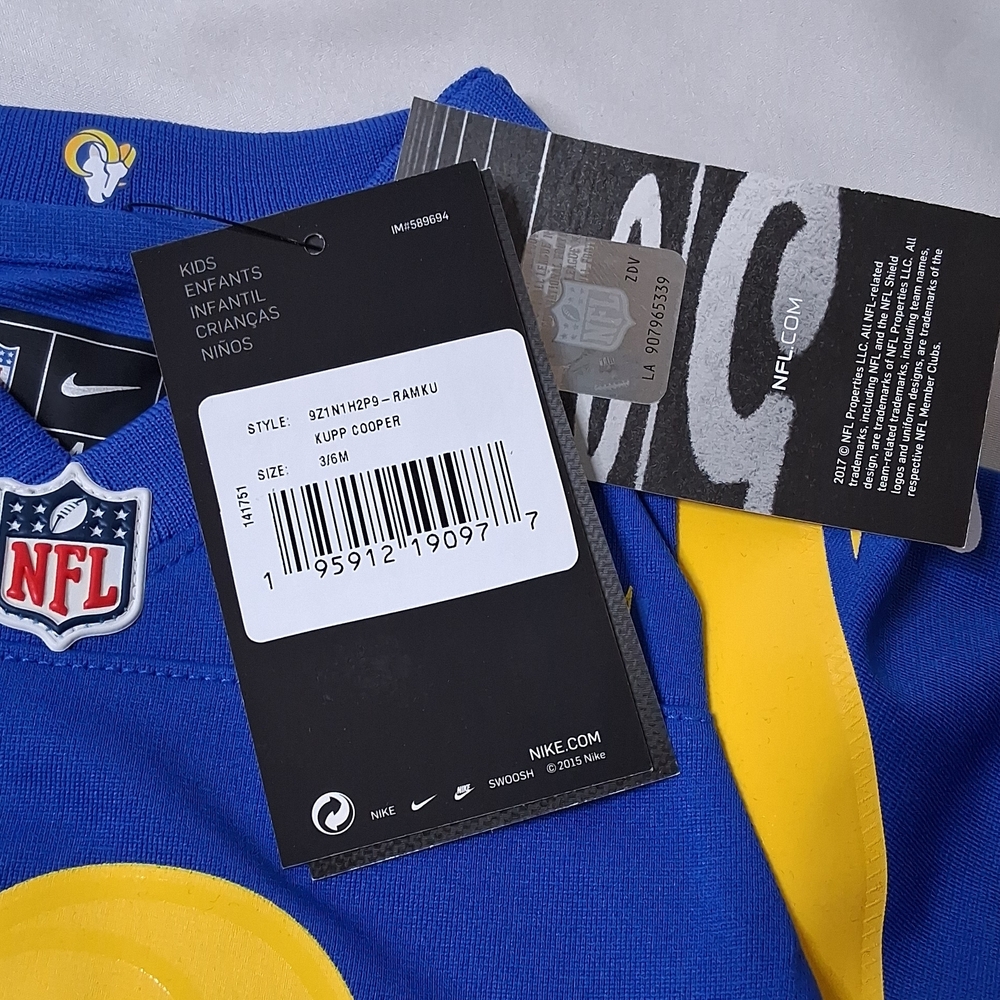 IM#589694
KIDS
ENFANTS
INFANTIL
CRIANÇAS
NIÑOS
STYLE: 9Z1N1H2P9-RAMKU
KUPP COOPER
SIZE: 3/6M
141751
1 95912 19097 7
NIKE.COM
NIKE SWOOSH © 2015 Nike
NFL
NFL
ZDV
LA 907965339
NFL.COM
2017 © NFL Properties LLC. All NFL-related
trademarks, including NFL and the NFL Shield
design, are trademarks of NFL Properties LLC. All
team-related trademarks, including team names,
logos and uniform designs, are trademarks of the
respective NFL Member Clubs.